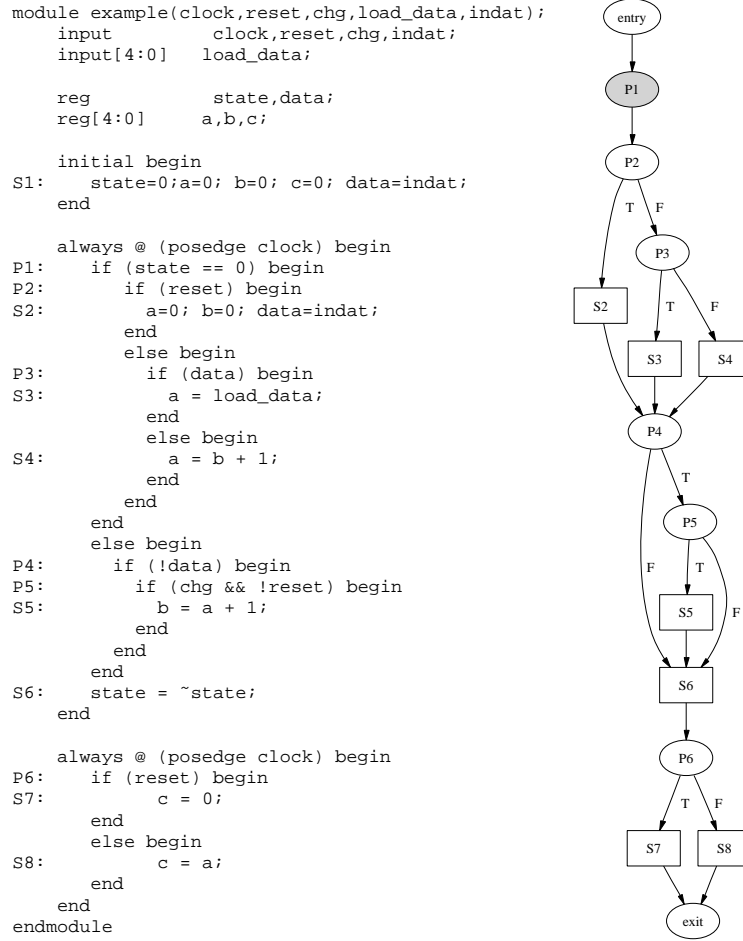 module example(clock,reset,chg,load_data,indat);
input clock,reset,chg,indat;
input[4:0] load_data;
reg state,data;
reg[4:0] a,b,c;
initial begin
S1: state=0;a=0; b=0; c=0; data=indat;
end
always @ (posedge clock) begin
P1: if (state == 0) begin
P2: if (reset) begin
S2: a=0; b=0; data=indat;
end
else begin
P3: if (data) begin
S3: a = load_data;
end
else begin
S4: a = b + 1;
end
end
end
else begin
P4: if (!data) begin
P5: if (chg && !reset) begin
S5: b = a + 1;
end
end
end
S6: state = ~state;
end
always @ (posedge clock) begin
P6: if (reset) begin
S7: c = 0;
end
else begin
S8: c = a;
end
end
endmodule
entry
P1
P2
T F
P3
S2 T F
S3 S4
P4
T
P5
F T
S5 F
S6
P6
T F
S7 S8
exit